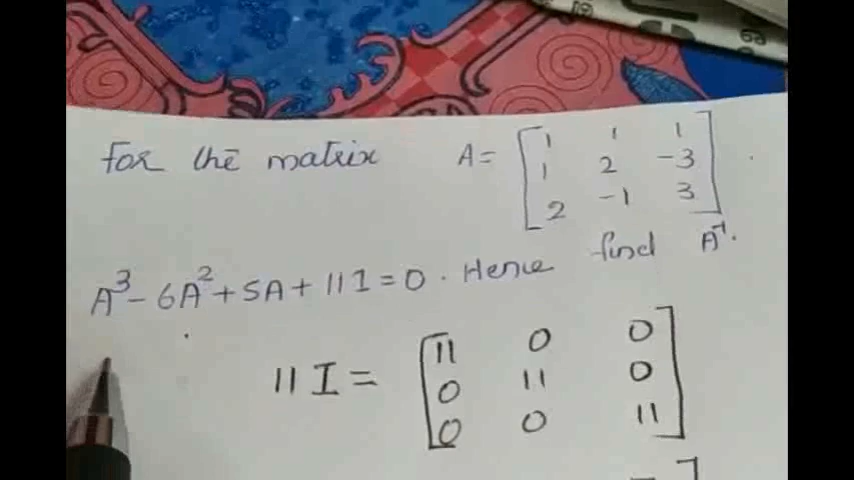 For the matrix A = [ 1 1 1
1 2 -3
2 -1 3 ] .
A³ - 6A² + 5A + 11I = 0 . Hence find A⁻¹.
11I = [ 11 0 0
0 11 0
0 0 11 ]